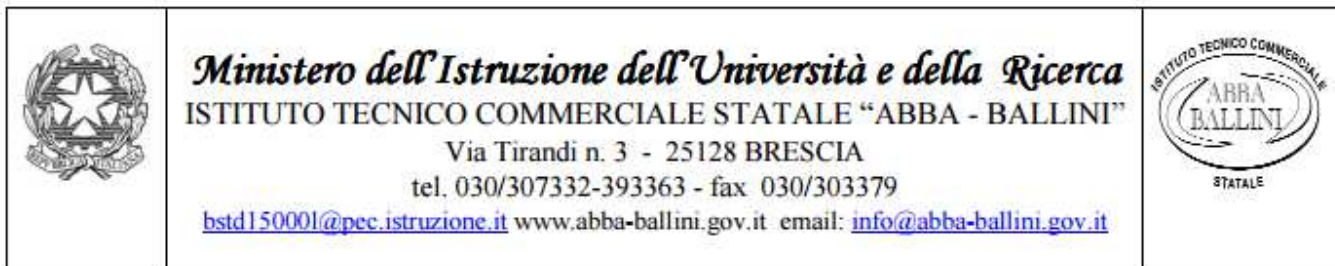 Ministero dell'Istruzione dell'Università e della Ricerca
ISTITUTO TECNICO COMMERCIALE STATALE “ABBA - BALLINI”
Via Tirandi n. 3 - 25128 BRESCIA
tel. 030/307332-393363 - fax 030/303379
bstd15000l@pec.istruzione.it www.abba-ballini.gov.it email: info@abba-ballini.gov.it
REPVBBLICA ITALIANA
ISTITUTO TECNICO COMMERCIALE
ABBA
BALLINI
STATALE